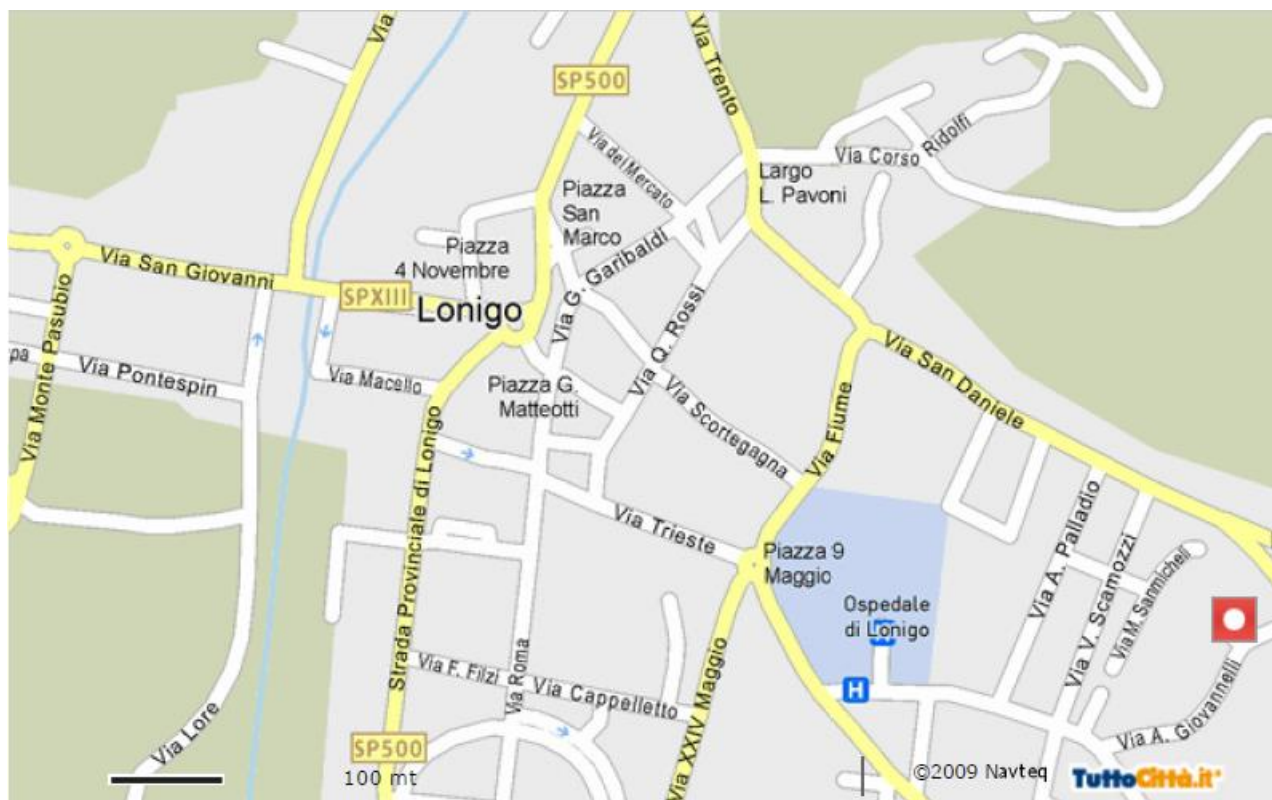 Via
SP500
Via Trento
Via del Mercato
Via Corso Ridolfi
Largo
L. Pavoni
Piazza
San
Marco
Piazza
4 Novembre
Via San Giovanni
SPXIII
Lonigo
Via G. Garibaldi
Via Q. Rossi
Via Monte Pasubio
pa
Via Pontespin
Via Macello
Piazza G.
Matteotti
Via Scortegagna
Via Fiume
Via San Daniele
Strada Provinciale di Lonigo
Via Trieste
Piazza 9
Maggio
Via A. Palladio
Via V. Scamozzi
Via M. Sanmicheli
Ospedale
di Lonigo
H
Via F. Filzi
Via Roma
Via Cappelletto
Via XXIV Maggio
Via A. Giovannelli
Via Lore
SP500
100 mt
©2009 Navteq
TuttoCittà.it